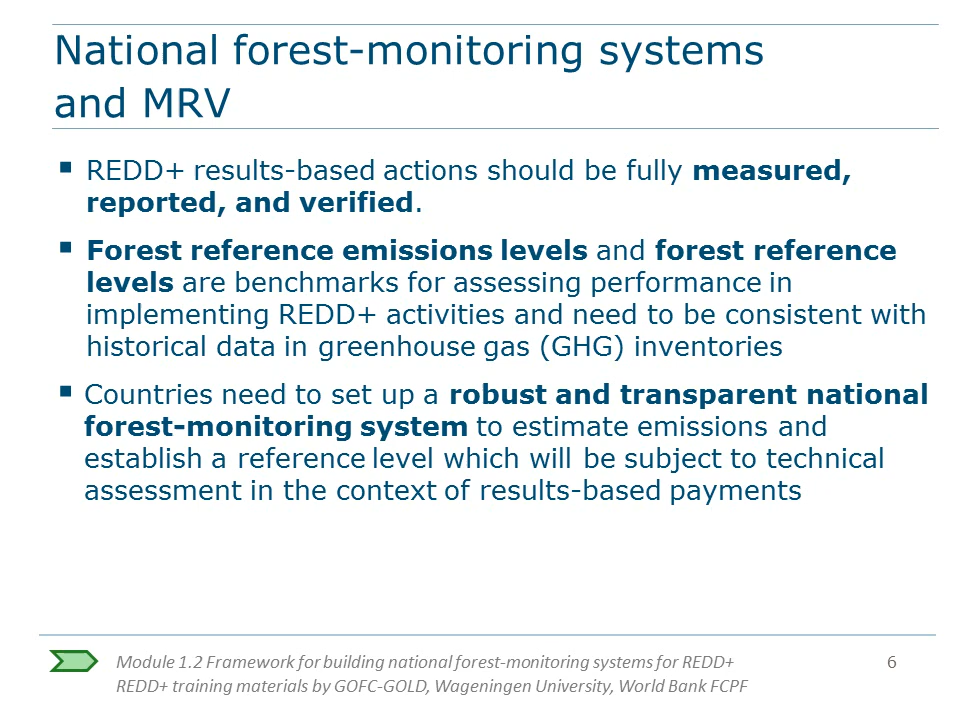 National forest-monitoring systems
and MRV
▪ REDD+ results-based actions should be fully measured,
reported, and verified.
▪ Forest reference emissions levels and forest reference
levels are benchmarks for assessing performance in
implementing REDD+ activities and need to be consistent with
historical data in greenhouse gas (GHG) inventories
▪ Countries need to set up a robust and transparent national
forest-monitoring system to estimate emissions and
establish a reference level which will be subject to technical
assessment in the context of results-based payments
Module 1.2 Framework for building national forest-monitoring systems for REDD+
REDD+ training materials by GOFC-GOLD, Wageningen University, World Bank FCPF
6